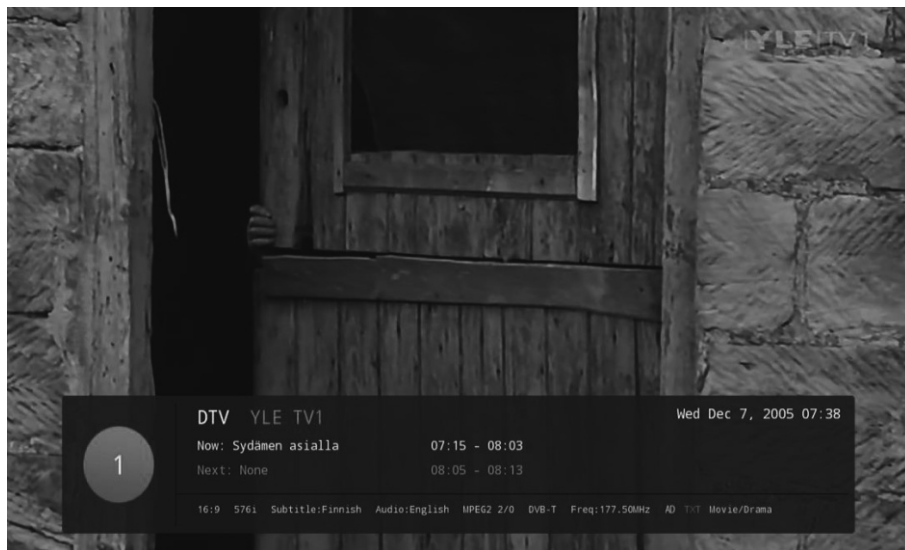 YLE TV1
DTV YLE TV1 Wed Dec 7, 2005 07:38
1
Now: Sydämen asialla 07:15 - 08:03
Next: None 08:05 - 08:13
16:9 576i Subtitle:Finnish Audio:English MPEG2 2/0 DVB-T Freq:177.50MHz AD TXT Movie/Drama